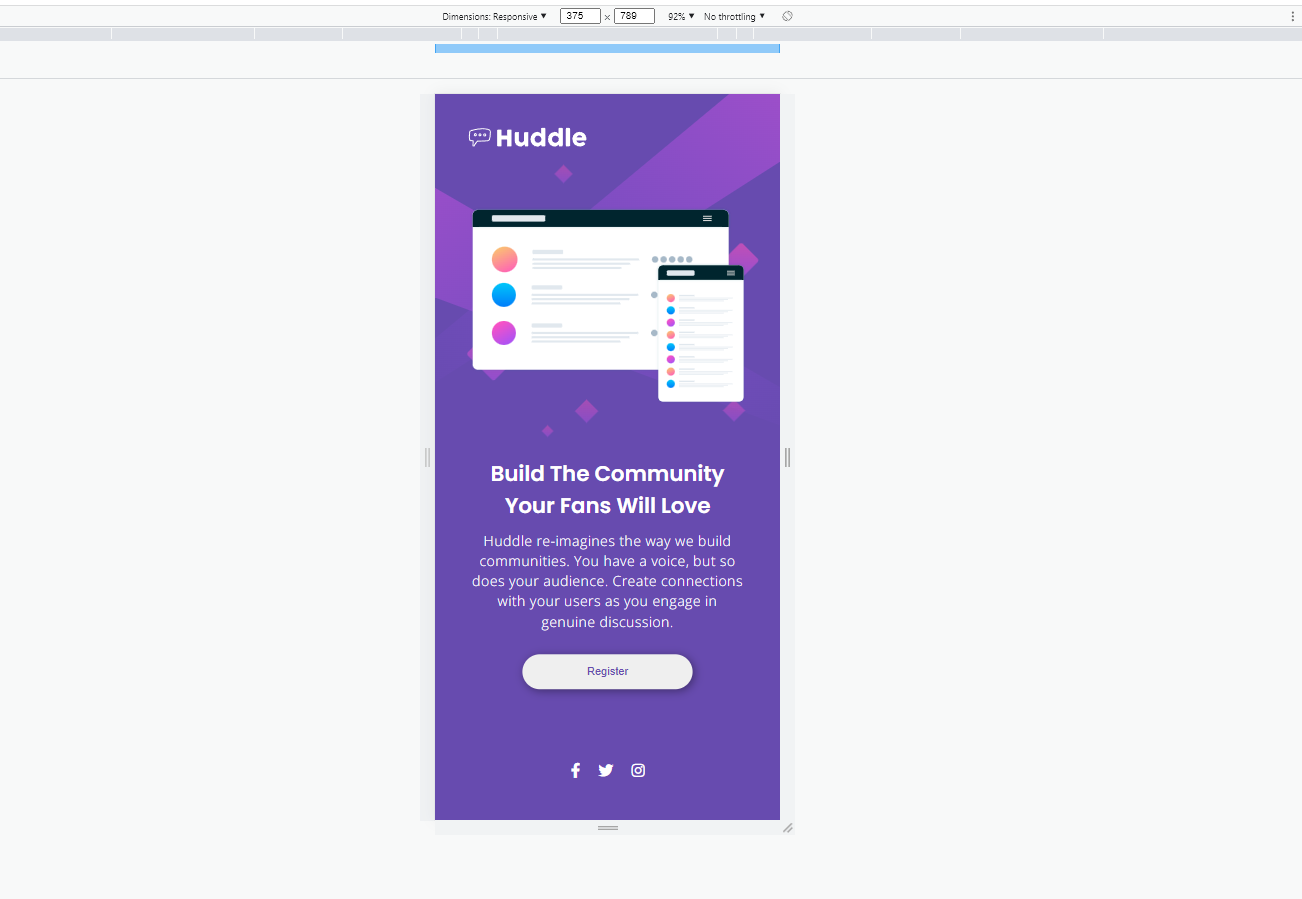 Dimensions: Responsive ▼ 375 × 789 92% ▼ No throttling ▼
Huddle
Build The Community
Your Fans Will Love
Huddle re-imagines the way we build
communities. You have a voice, but so
does your audience. Create connections
with your users as you engage in
genuine discussion.
Register